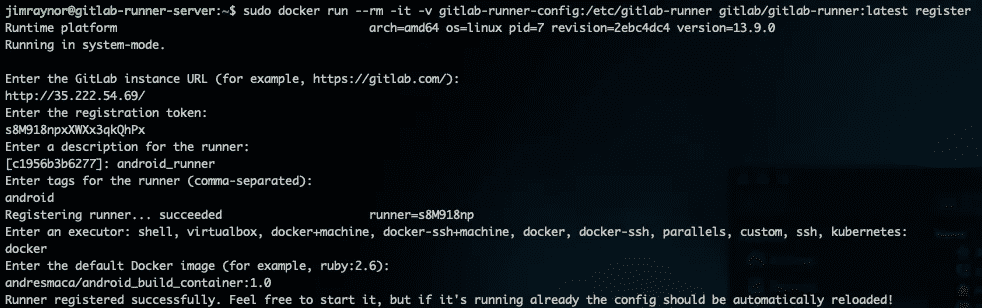 jimraynor@gitlab-runner-server:~$ sudo docker run --rm -it -v gitlab-runner-config:/etc/gitlab-runner gitlab/gitlab-runner:latest register
Runtime platform                                    arch=amd64 os=linux pid=7 revision=2ebc4dc4 version=13.9.0
Running in system-mode.

Enter the GitLab instance URL (for example, https://gitlab.com/):
http://35.222.54.69/
Enter the registration token:
s8M918npxXWXx3qkQhPx
Enter a description for the runner:
[c1956b3b6277]: android_runner
Enter tags for the runner (comma-separated):
android
Registering runner... succeeded                     runner=s8M918np
Enter an executor: shell, virtualbox, docker+machine, docker-ssh+machine, docker, docker-ssh, parallels, custom, ssh, kubernetes:
docker
Enter the default Docker image (for example, ruby:2.6):
andresmaca/android_build_container:1.0
Runner registered successfully. Feel free to start it, but if it's running already the config should be automatically reloaded!